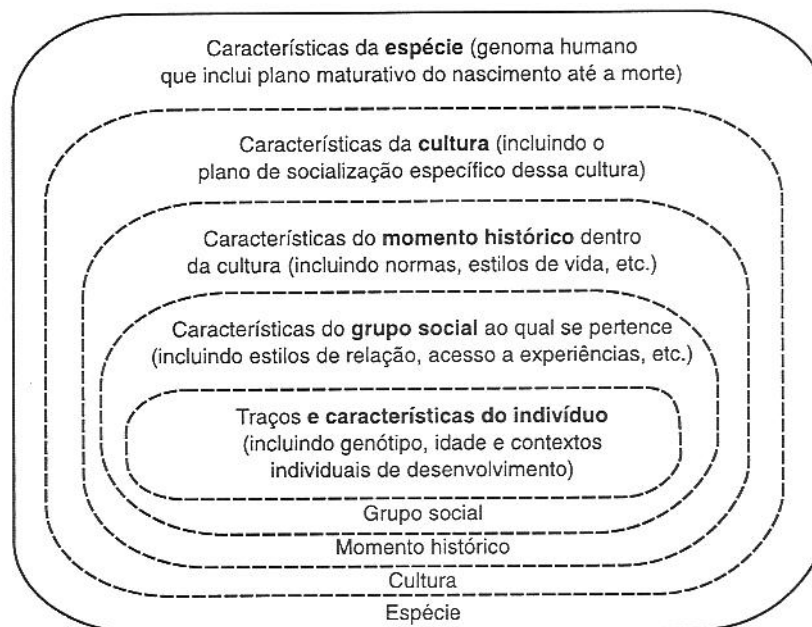 Características da espécie (genoma humano
que inclui plano maturativo do nascimento até a morte)
Características da cultura (incluindo o
plano de socialização específico dessa cultura)
Características do momento histórico dentro
da cultura (incluindo normas, estilos de vida, etc.)
Características do grupo social ao qual se pertence
(incluindo estilos de relação, acesso a experiências, etc.)
Traços e características do indivíduo
(incluindo genótipo, idade e contextos
individuais de desenvolvimento)
Grupo social
Momento histórico
Cultura
Espécie